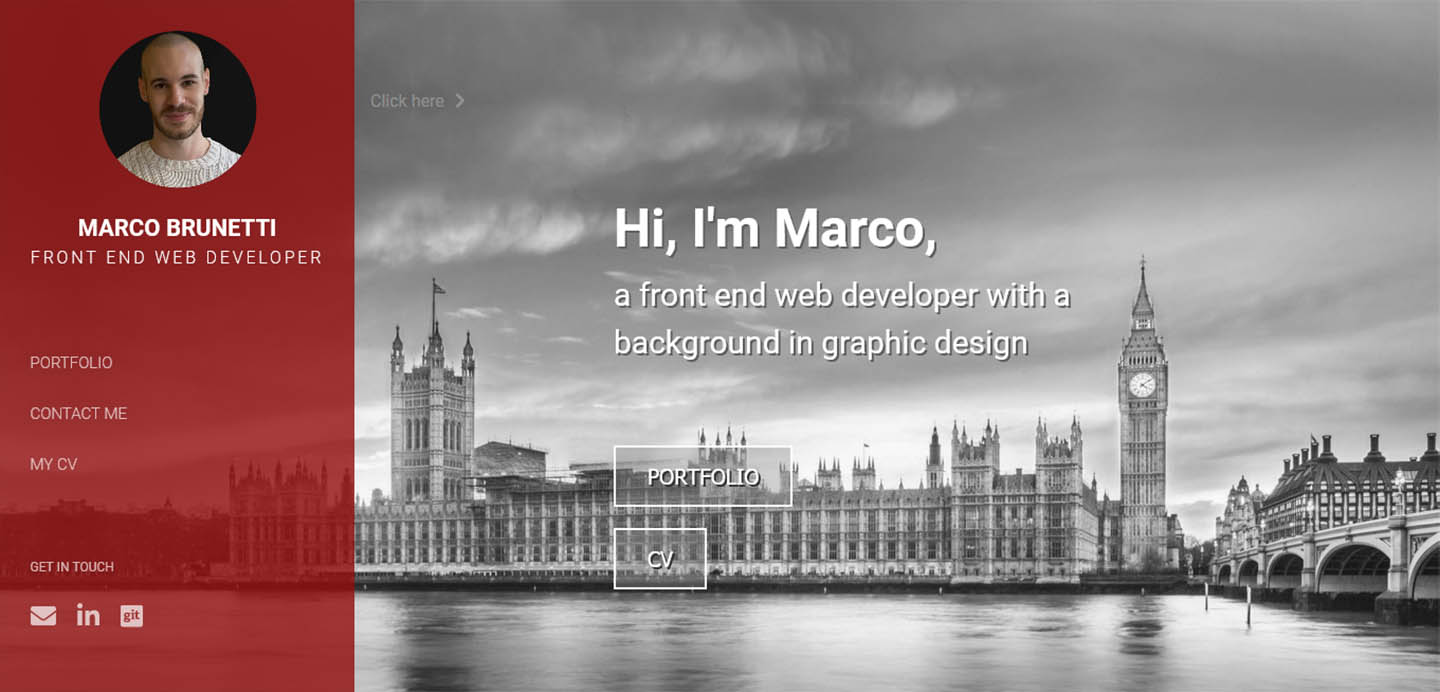 MARCO BRUNETTI
FRONT END WEB DEVELOPER
PORTFOLIO
CONTACT ME
MY CV
GET IN TOUCH
in
git
Click here
Hi, I'm Marco,
a front end web developer with a
background in graphic design
PORTFOLIO
CV